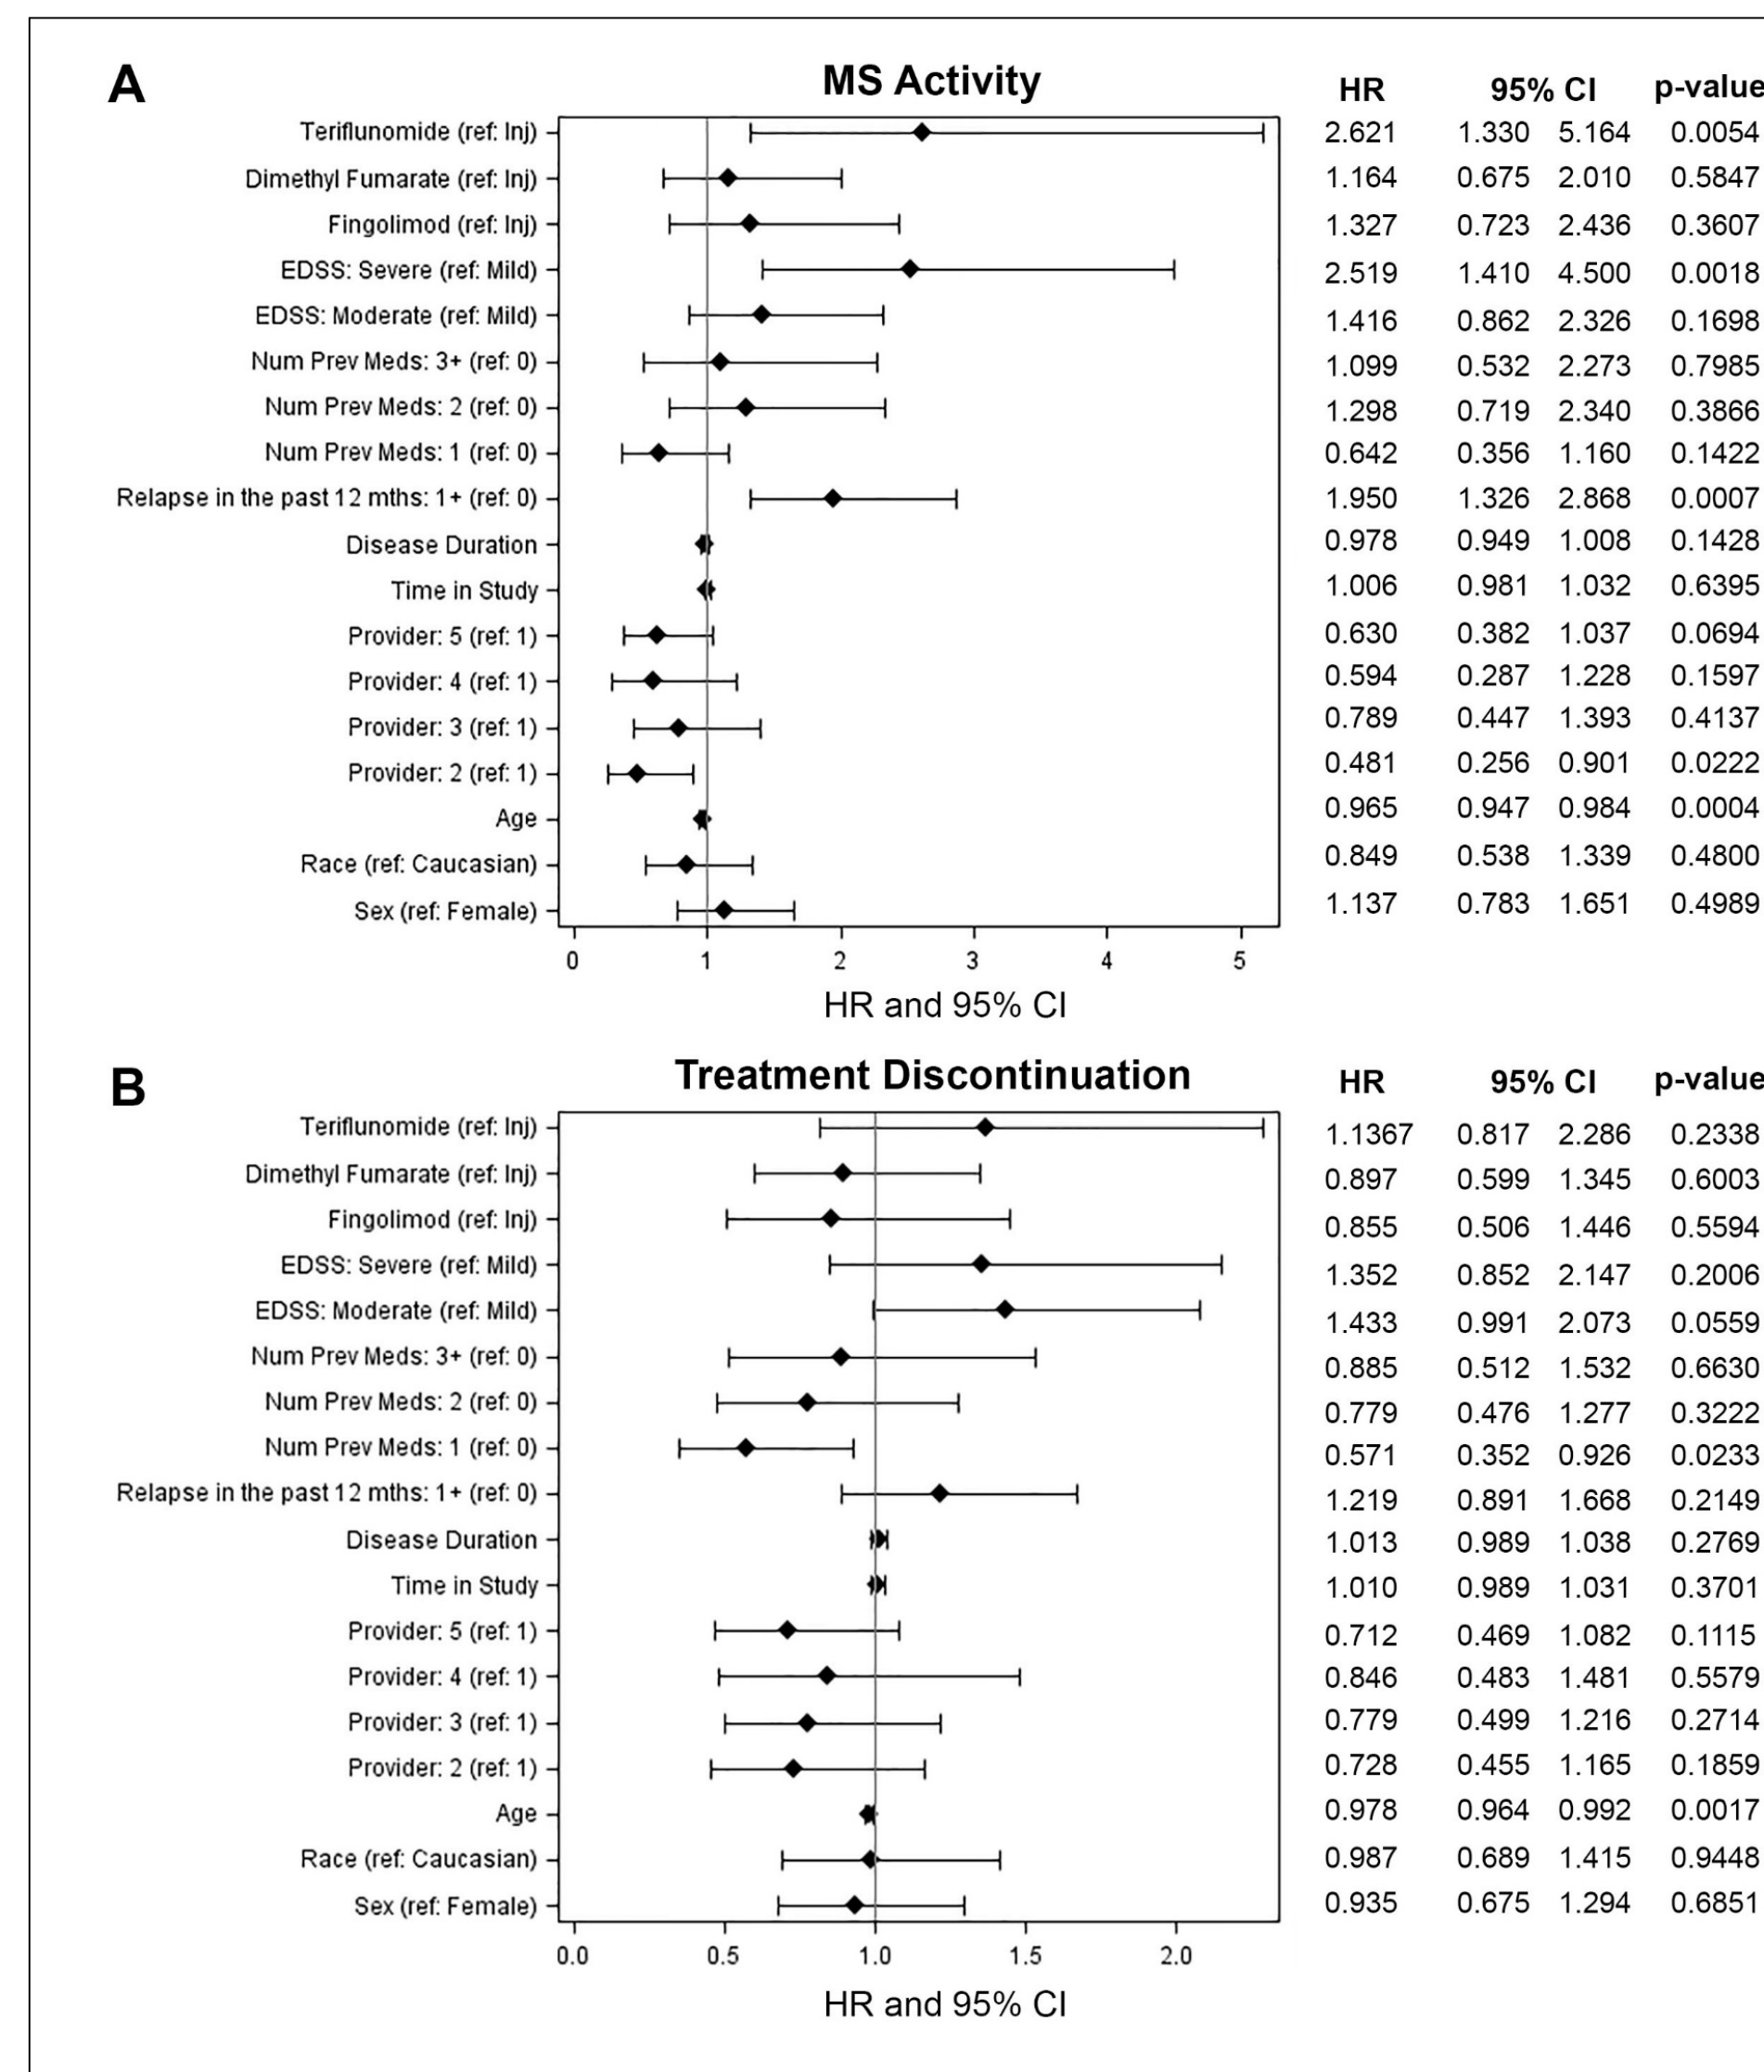 A
MS Activity
HR 95% CI p-value
Teriflunomide (ref: Inj) 2.621 1.330 5.164 0.0054
Dimethyl Fumarate (ref: Inj) 1.164 0.675 2.010 0.5847
Fingolimod (ref: Inj) 1.327 0.723 2.436 0.3607
EDSS: Severe (ref: Mild) 2.519 1.410 4.500 0.0018
EDSS: Moderate (ref: Mild) 1.416 0.862 2.326 0.1698
Num Prev Meds: 3+ (ref: 0) 1.099 0.532 2.273 0.7985
Num Prev Meds: 2 (ref: 0) 1.298 0.719 2.340 0.3866
Num Prev Meds: 1 (ref: 0) 0.642 0.356 1.160 0.1422
Relapse in the past 12 mths: 1+ (ref: 0) 1.950 1.326 2.868 0.0007
Disease Duration 0.978 0.949 1.008 0.1428
Time in Study 1.006 0.981 1.032 0.6395
Provider: 5 (ref: 1) 0.630 0.382 1.037 0.0694
Provider: 4 (ref: 1) 0.594 0.287 1.228 0.1597
Provider: 3 (ref: 1) 0.789 0.447 1.393 0.4137
Provider: 2 (ref: 1) 0.481 0.256 0.901 0.0222
Age 0.965 0.947 0.984 0.0004
Race (ref: Caucasian) 0.849 0.538 1.339 0.4800
Sex (ref: Female) 1.137 0.783 1.651 0.4989
0 1 2 3 4 5
HR and 95% CI
B
Treatment Discontinuation
HR 95% CI p-value
Teriflunomide (ref: Inj) 1.1367 0.817 2.286 0.2338
Dimethyl Fumarate (ref: Inj) 0.897 0.599 1.345 0.6003
Fingolimod (ref: Inj) 0.855 0.506 1.446 0.5594
EDSS: Severe (ref: Mild) 1.352 0.852 2.147 0.2006
EDSS: Moderate (ref: Mild) 1.433 0.991 2.073 0.0559
Num Prev Meds: 3+ (ref: 0) 0.885 0.512 1.532 0.6630
Num Prev Meds: 2 (ref: 0) 0.779 0.476 1.277 0.3222
Num Prev Meds: 1 (ref: 0) 0.571 0.352 0.926 0.0233
Relapse in the past 12 mths: 1+ (ref: 0) 1.219 0.891 1.668 0.2149
Disease Duration 1.013 0.989 1.038 0.2769
Time in Study 1.010 0.989 1.031 0.3701
Provider: 5 (ref: 1) 0.712 0.469 1.082 0.1115
Provider: 4 (ref: 1) 0.846 0.483 1.481 0.5579
Provider: 3 (ref: 1) 0.779 0.499 1.216 0.2714
Provider: 2 (ref: 1) 0.728 0.455 1.165 0.1859
Age 0.978 0.964 0.992 0.0017
Race (ref: Caucasian) 0.987 0.689 1.415 0.9448
Sex (ref: Female) 0.935 0.675 1.294 0.6851
0.0 0.5 1.0 1.5 2.0
HR and 95% CI